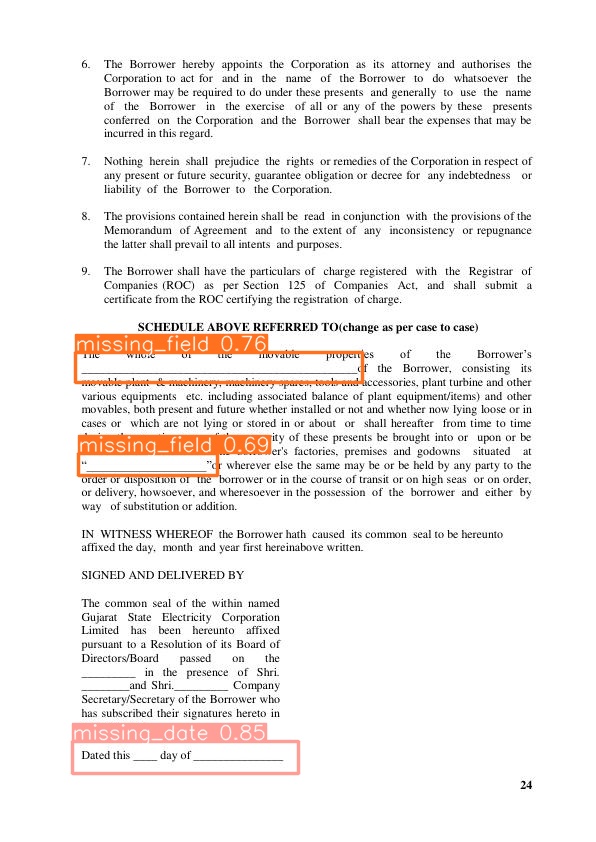 6. The Borrower hereby appoints the Corporation as its attorney and authorises the
Corporation to act for and in the name of the Borrower to do whatsoever the
Borrower may be required to do under these presents and generally to use the name
of the Borrower in the exercise of all or any of the powers by these presents
conferred on the Corporation and the Borrower shall bear the expenses that may be
incurred in this regard.
7. Nothing herein shall prejudice the rights or remedies of the Corporation in respect of
any present or future security, guarantee obligation or decree for any indebtedness or
liability of the Borrower to the Corporation.
8. The provisions contained herein shall be read in conjunction with the provisions of the
Memorandum of Agreement and to the extent of any inconsistency or repugnance
the latter shall prevail to all intents and purposes.
9. The Borrower shall have the particulars of charge registered with the Registrar of
Companies (ROC) as per Section 125 of Companies Act, and shall submit a
certificate from the ROC certifying the registration of charge.
SCHEDULE ABOVE REFERRED TO(change as per case to case)
missing_field 0.76
The whole of the movable properties of the Borrower's
_______________________________________________of the Borrower, consisting its
movable plant & machinery, machinery spares, tools and accessories, plant turbine and other
various equipments etc. including associated balance of plant equipment/items) and other
movables, both present and future whether installed or not and whether now lying loose or in
cases or which are not lying or stored in or about or shall hereafter from time to time
missing_field 0.69
of these presents be brought into or upon or be
factories, premises and godowns situated at
“____________________”or wherever else the same may be or be held by any party to the
order or disposition of the borrower or in the course of transit or on high seas or on order,
or delivery, howsoever, and wheresoever in the possession of the borrower and either by
way of substitution or addition.
IN WITNESS WHEREOF the Borrower hath caused its common seal to be hereunto
affixed the day, month and year first hereinabove written.
SIGNED AND DELIVERED BY
The common seal of the within named
Gujarat State Electricity Corporation
Limited has been hereunto affixed
pursuant to a Resolution of its Board of
Directors/Board passed on the
_________ in the presence of Shri.
________and Shri._________ Company
Secretary/Secretary of the Borrower who
has subscribed their signatures hereto in
missing_date 0.85
Dated this ____ day of _______________
24